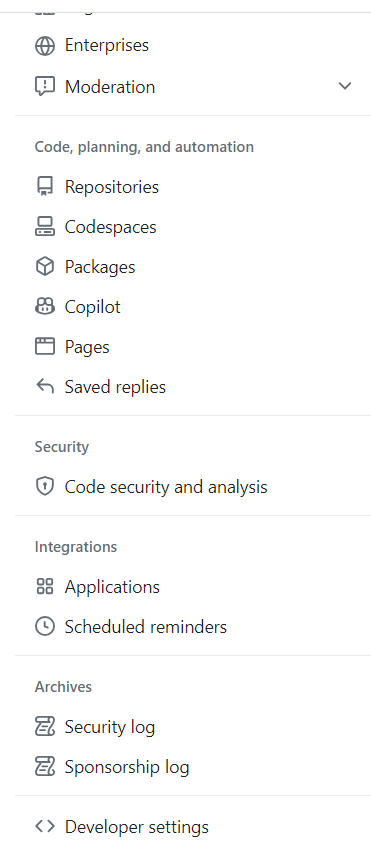 Enterprises
Moderation
Code, planning, and automation
Repositories
Codespaces
Packages
Copilot
Pages
Saved replies
Security
Code security and analysis
Integrations
Applications
Scheduled reminders
Archives
Security log
Sponsorship log
Developer settings